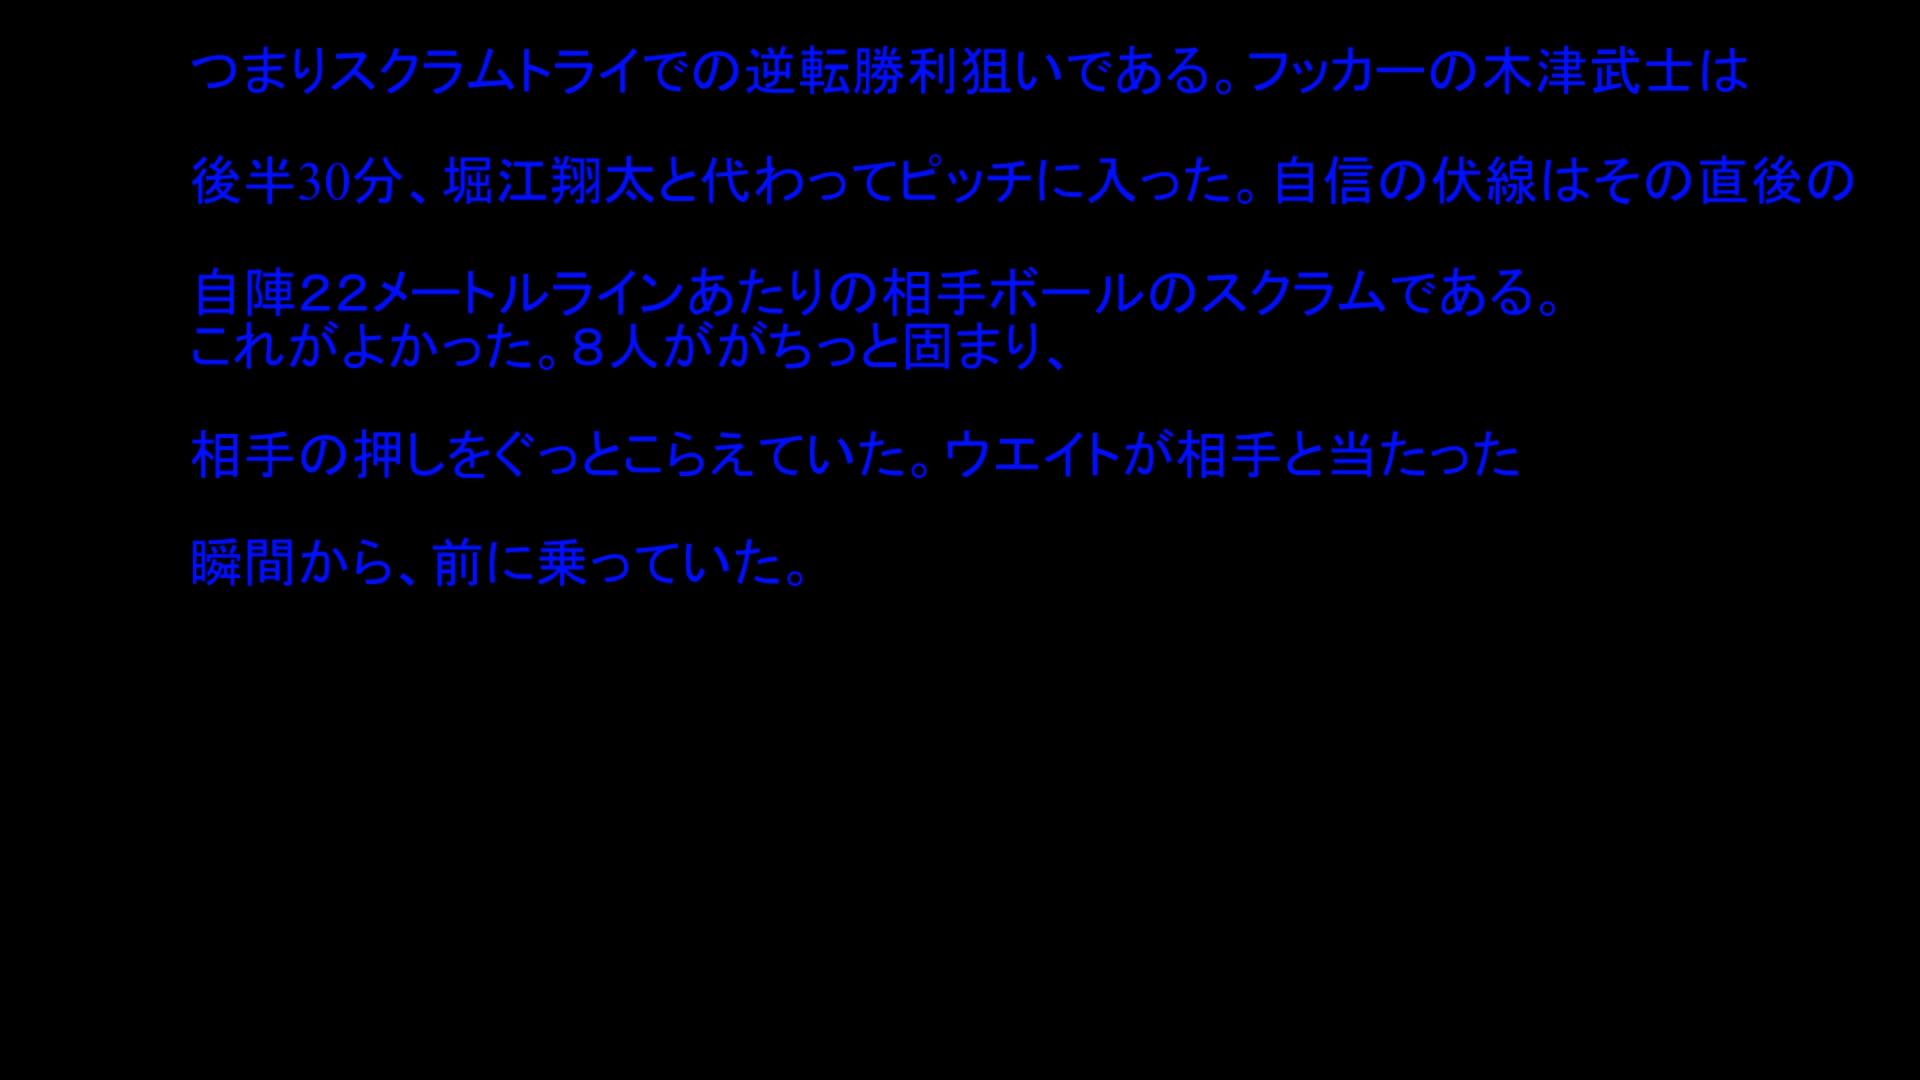 つまりスクラムトライでの逆転勝利狙いである。フッカーの木津武士は
後半30分、堀江翔太と代わってピッチに入った。自信の伏線はその直後の
自陣２２メートルラインあたりの相手ボールのスクラムである。
これがよかった。８人ががちっと固まり、
相手の押しをぐっとこらえていた。ウエイトが相手と当たった
瞬間から、前に乗っていた。